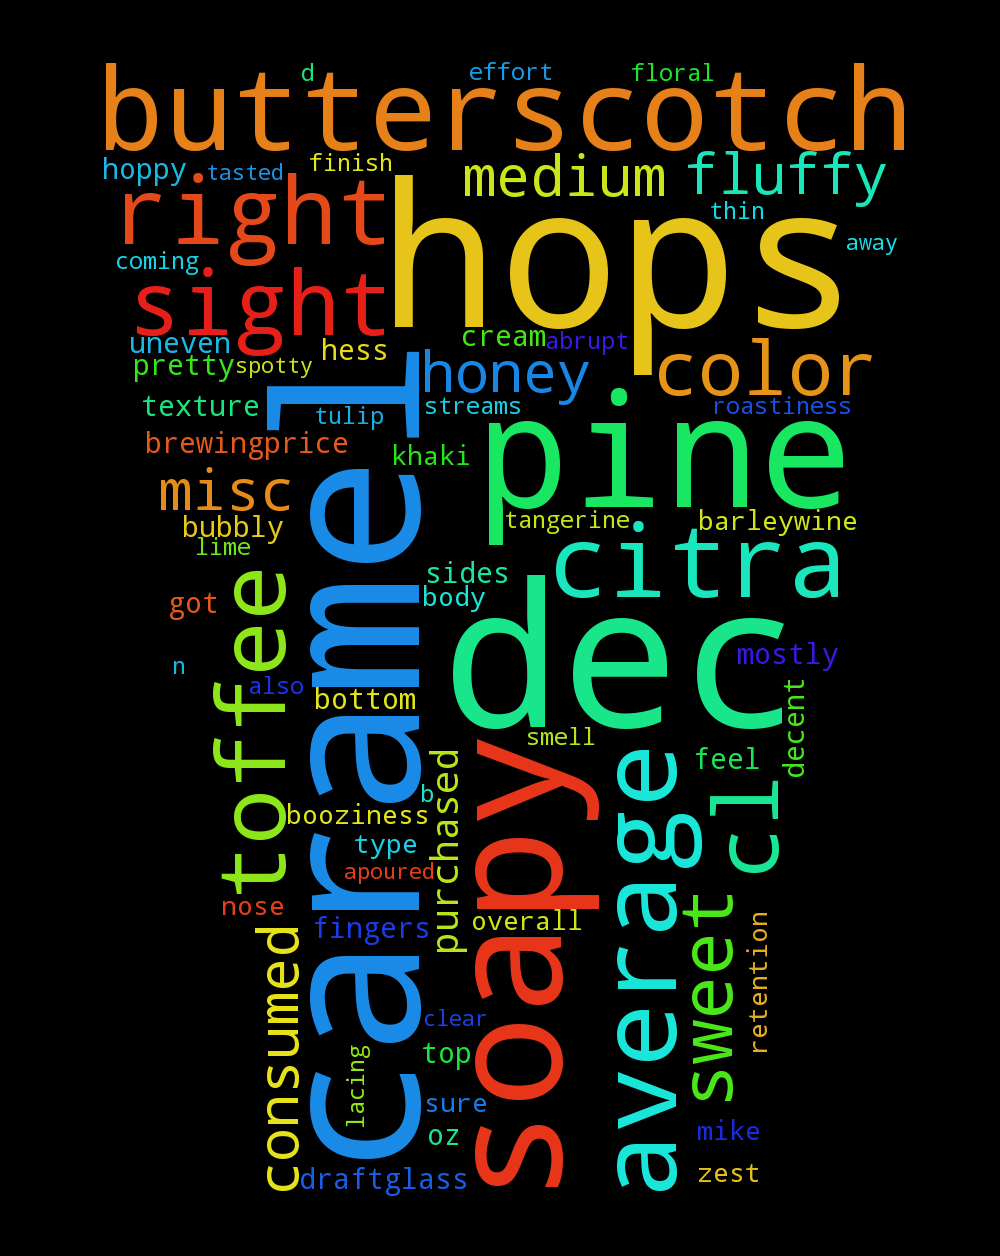 d
effort
floral
butterscotch
hoppy
tasted
finish
medium
fluffy
right
hops
thin
away
coming
sight
uneven
hess
cream
abrupt
pretty
spotty
honey
color
texture
tulip
streams
roastiness
brewingprice
khaki
pine
misc
caramel
bubbly
tangerine
barleywine
lime
citra
toffee
got
sides
body
dec
n
also
bottom
mostly
decent
smell
feel
purchased
soapy
average
cl
b
booziness
type
apoured
nose
fingers
overall
sweet
retention
consumed
clear
top
lacing
sure
oz
mike
draftglass
zest